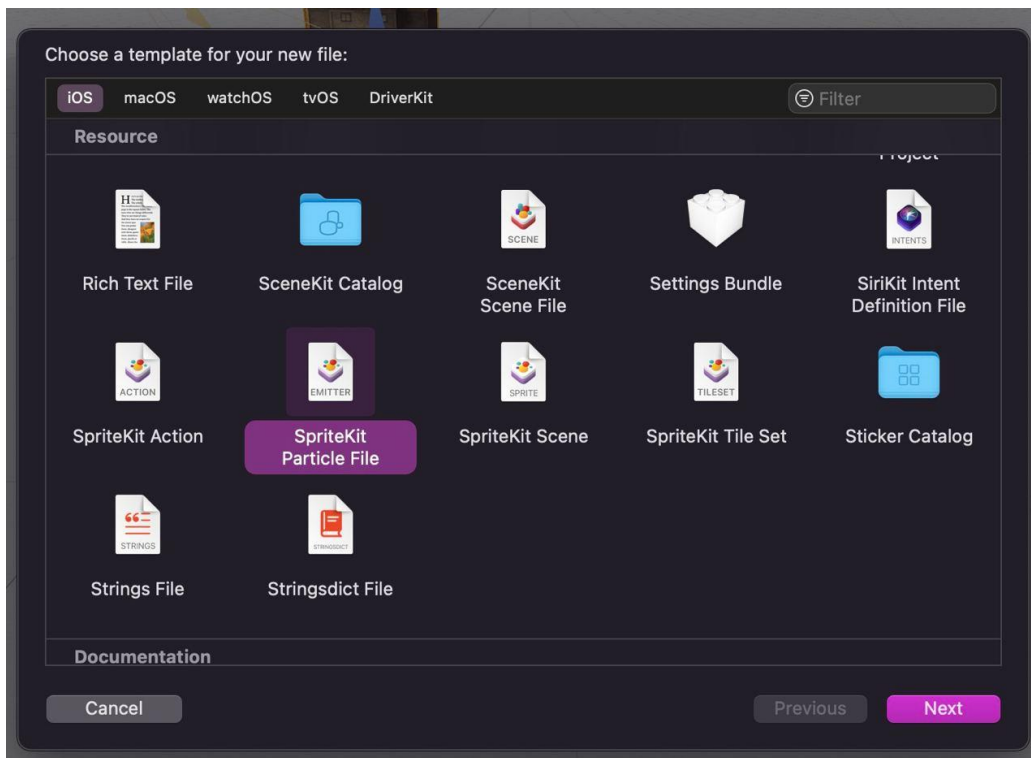 Choose a template for your new file:
iOS macOS watchOS tvOS DriverKit Filter
Resource
Project
SCENE
INTENTS
Rich Text File SceneKit Catalog SceneKit Settings Bundle SiriKit Intent
Scene File Definition File
ACTION EMITTER SPRITE TILESET
SpriteKit Action SpriteKit SpriteKit Scene SpriteKit Tile Set Sticker Catalog
Particle File
STRINGS STRINGSDICT
Strings File Stringsdict File
Documentation
Cancel Previous Next